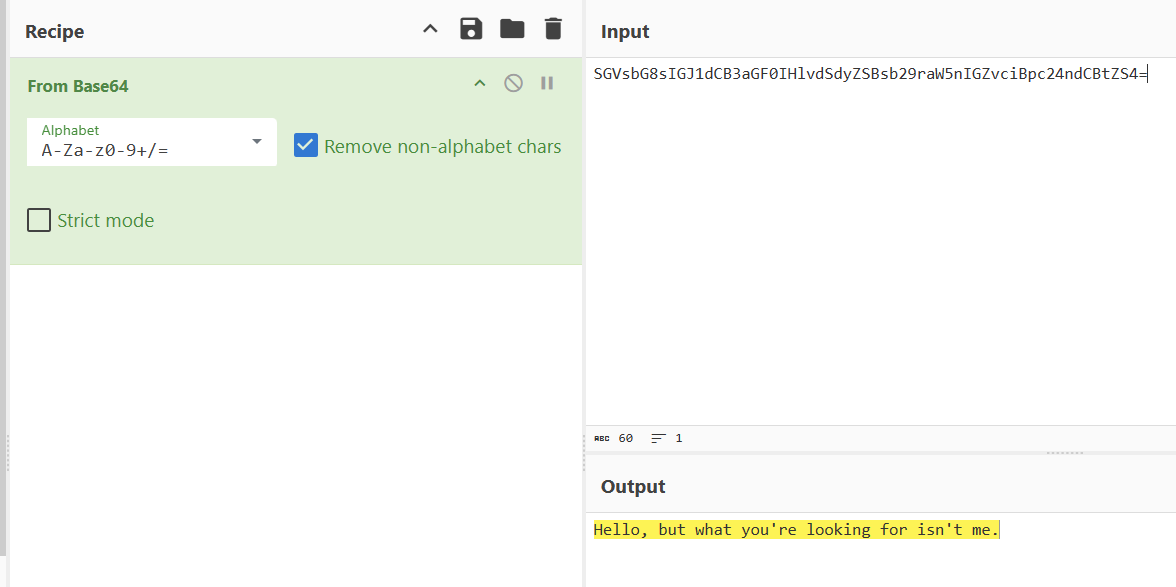 Recipe
From Base64
Alphabet
A-Za-z0-9+/=
Remove non-alphabet chars
Strict mode
Input
SGVsbG8sIGJ1dCB3aGF0IHlvdSdyZSBsb29raW5nIGZvciBpc24ndCBtZS4=
ABC 60 1
Output
Hello, but what you're looking for isn't me.